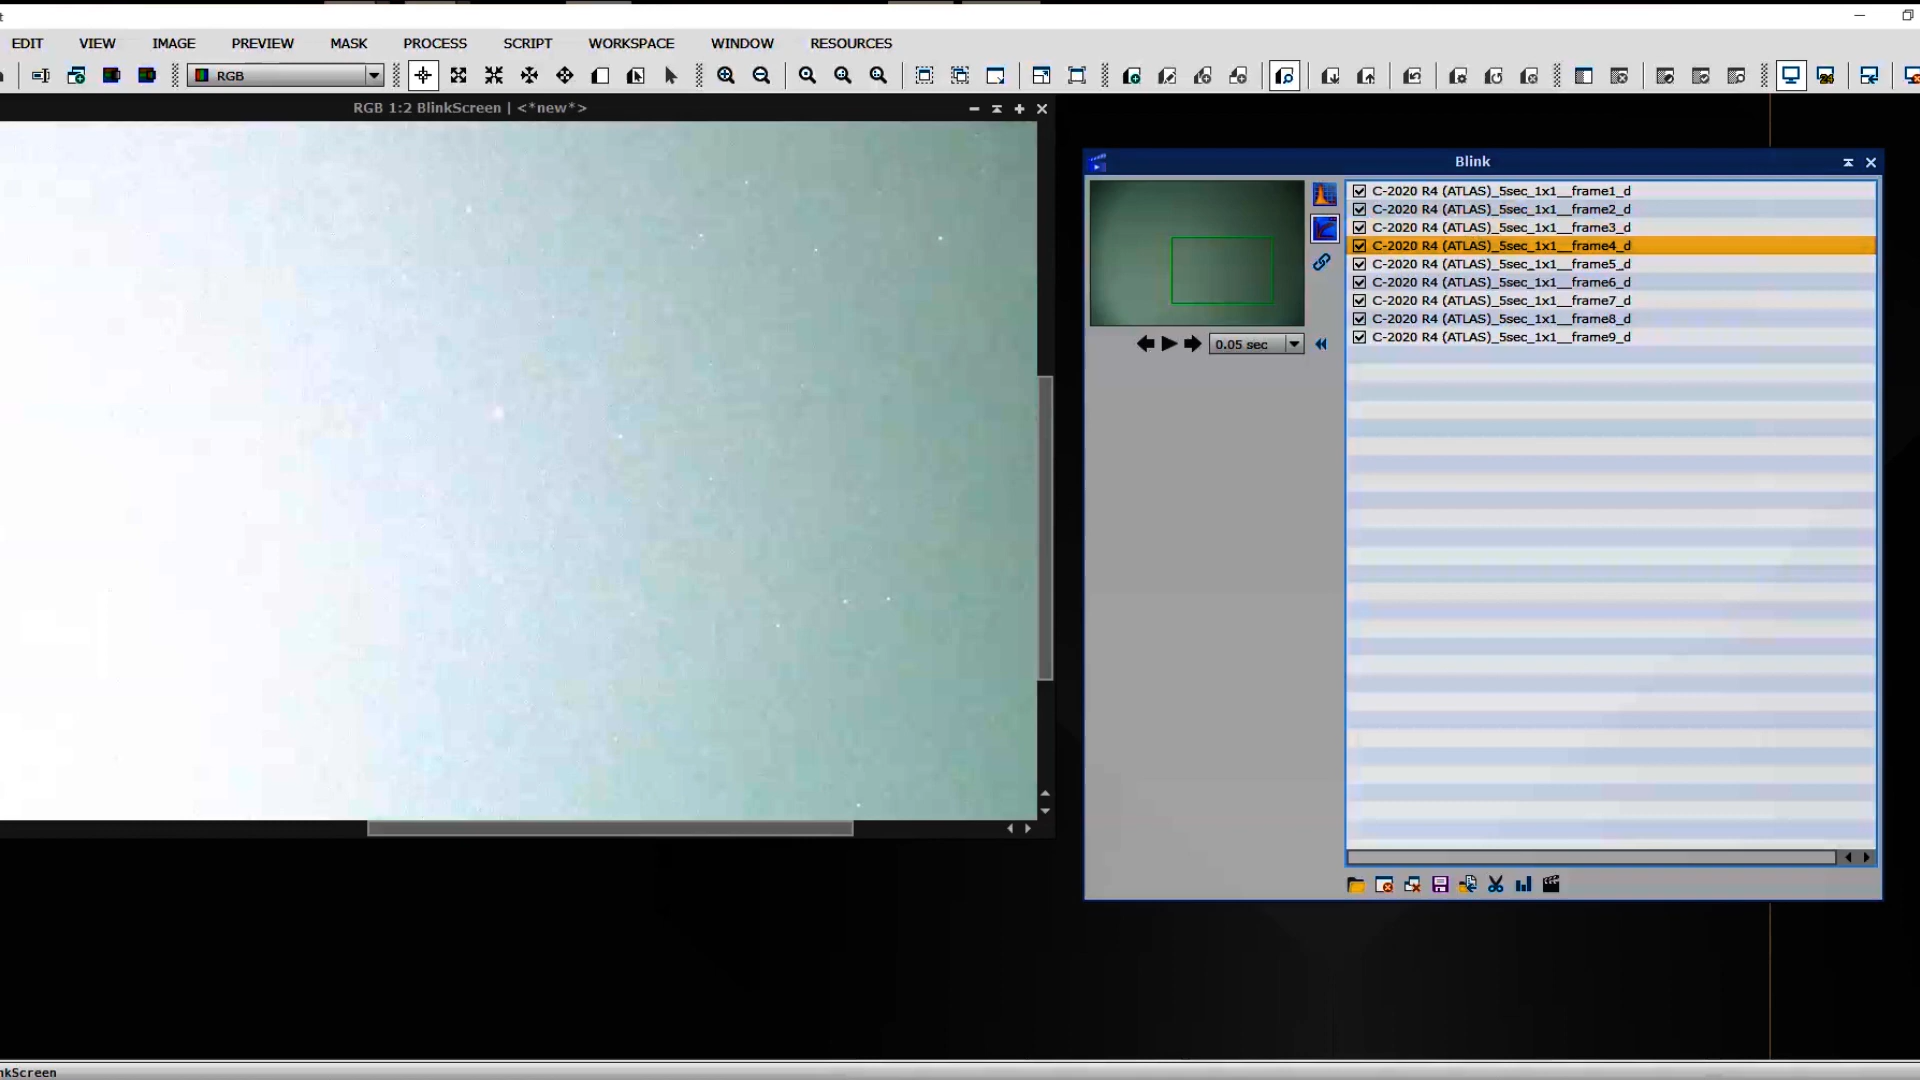 t
EDIT VIEW IMAGE PREVIEW MASK PROCESS SCRIPT WORKSPACE WINDOW RESOURCES
RGB
RGB 1:2 BlinkScreen | <*new*>
Blink
C-2020 R4 (ATLAS)_5sec_1x1__frame1_d
C-2020 R4 (ATLAS)_5sec_1x1__frame2_d
C-2020 R4 (ATLAS)_5sec_1x1__frame3_d
C-2020 R4 (ATLAS)_5sec_1x1__frame4_d
C-2020 R4 (ATLAS)_5sec_1x1__frame5_d
C-2020 R4 (ATLAS)_5sec_1x1__frame6_d
C-2020 R4 (ATLAS)_5sec_1x1__frame7_d
C-2020 R4 (ATLAS)_5sec_1x1__frame8_d
C-2020 R4 (ATLAS)_5sec_1x1__frame9_d
0.05 sec
nkScreen